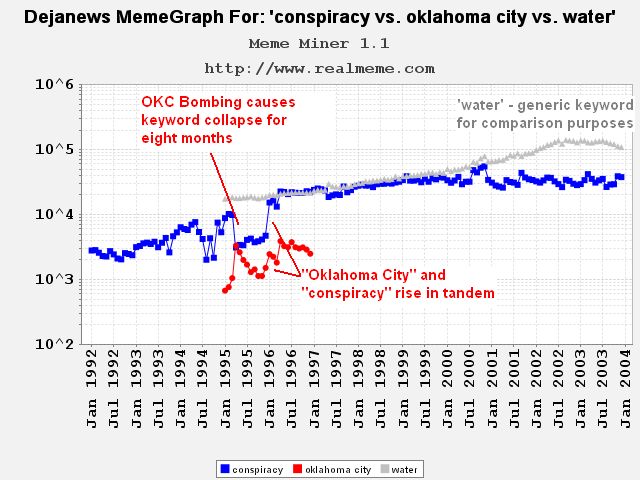 Dejanews MemeGraph For: 'conspiracy vs. oklahoma city vs. water'
Meme Miner 1.1
http://www.realmeme.com
10^6
10^5
10^4
10^3
10^2
OKC Bombing causes
keyword collapse for
eight months
'water' - generic keyword
for comparison purposes
"Oklahoma City" and
"conspiracy" rise in tandem
Jan 1992
Jul 1992
Jan 1993
Jul 1993
Jan 1994
Jul 1994
Jan 1995
Jul 1995
Jan 1996
Jul 1996
Jan 1997
Jul 1997
Jan 1998
Jul 1998
Jan 1999
Jul 1999
Jan 2000
Jul 2000
Jan 2001
Jul 2001
Jan 2002
Jul 2002
Jan 2003
Jul 2003
Jan 2004
conspiracy
oklahoma city
water